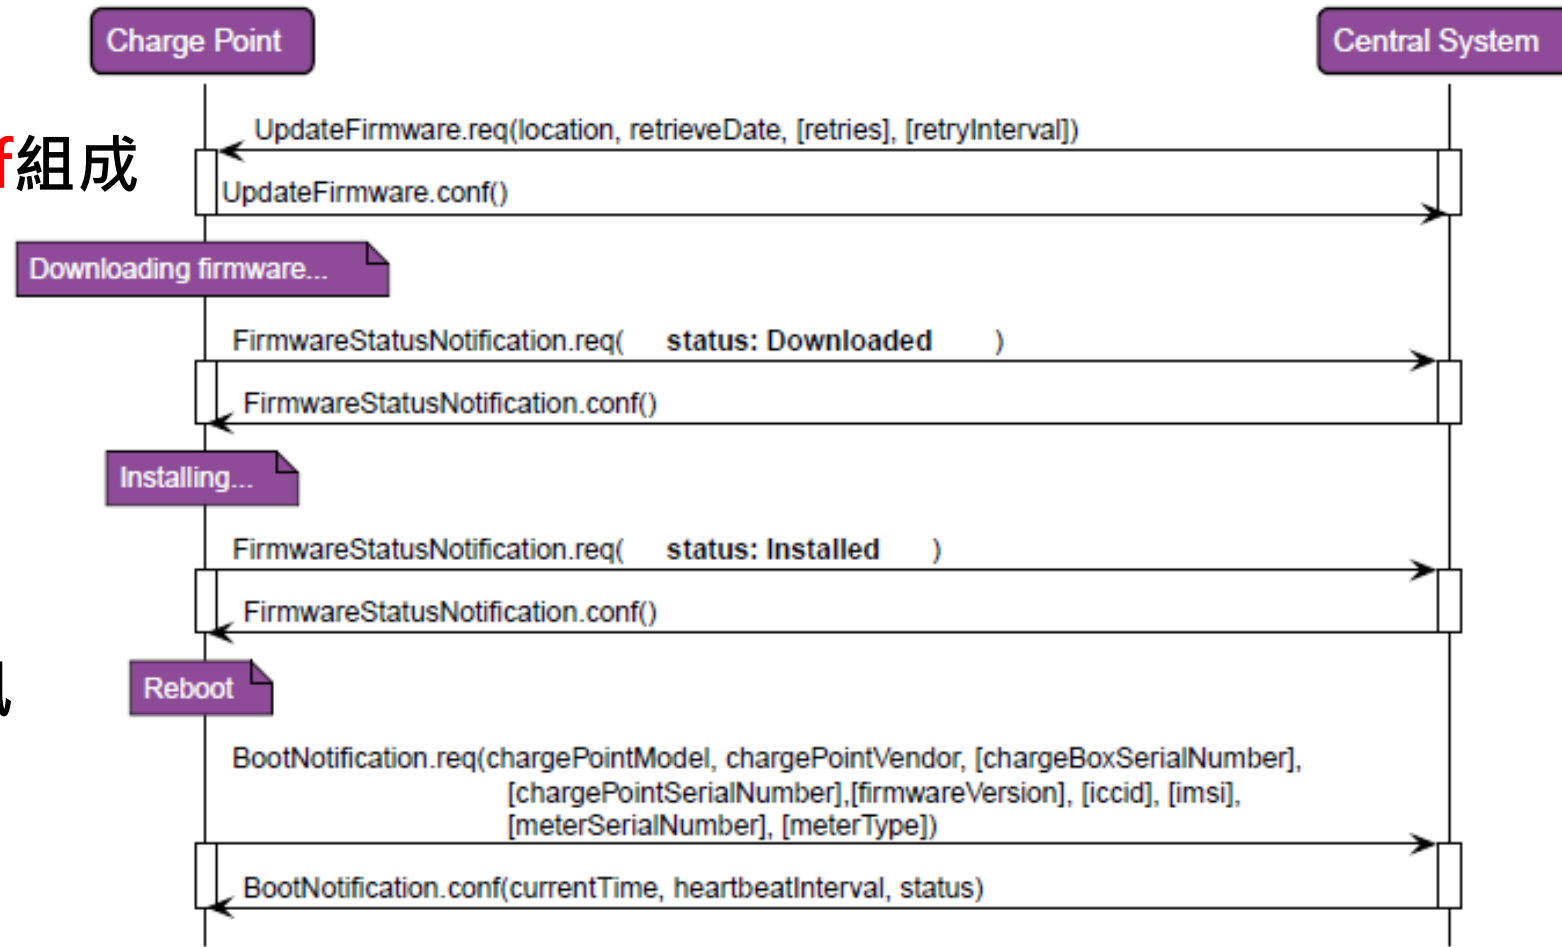 Charge Point
Central System
UpdateFirmware.req(location, retrieveDate, [retries], [retryInterval])
f組成
UpdateFirmware.conf()
Downloading firmware...
FirmwareStatusNotification.req( status: Downloaded )
FirmwareStatusNotification.conf()
Installing...
FirmwareStatusNotification.req( status: Installed )
FirmwareStatusNotification.conf()
Reboot
BootNotification.req(chargePointModel, chargePointVendor, [chargeBoxSerialNumber],
[chargePointSerialNumber],[firmwareVersion], [iccid], [imsi],
[meterSerialNumber], [meterType])
BootNotification.conf(currentTime, heartbeatInterval, status)